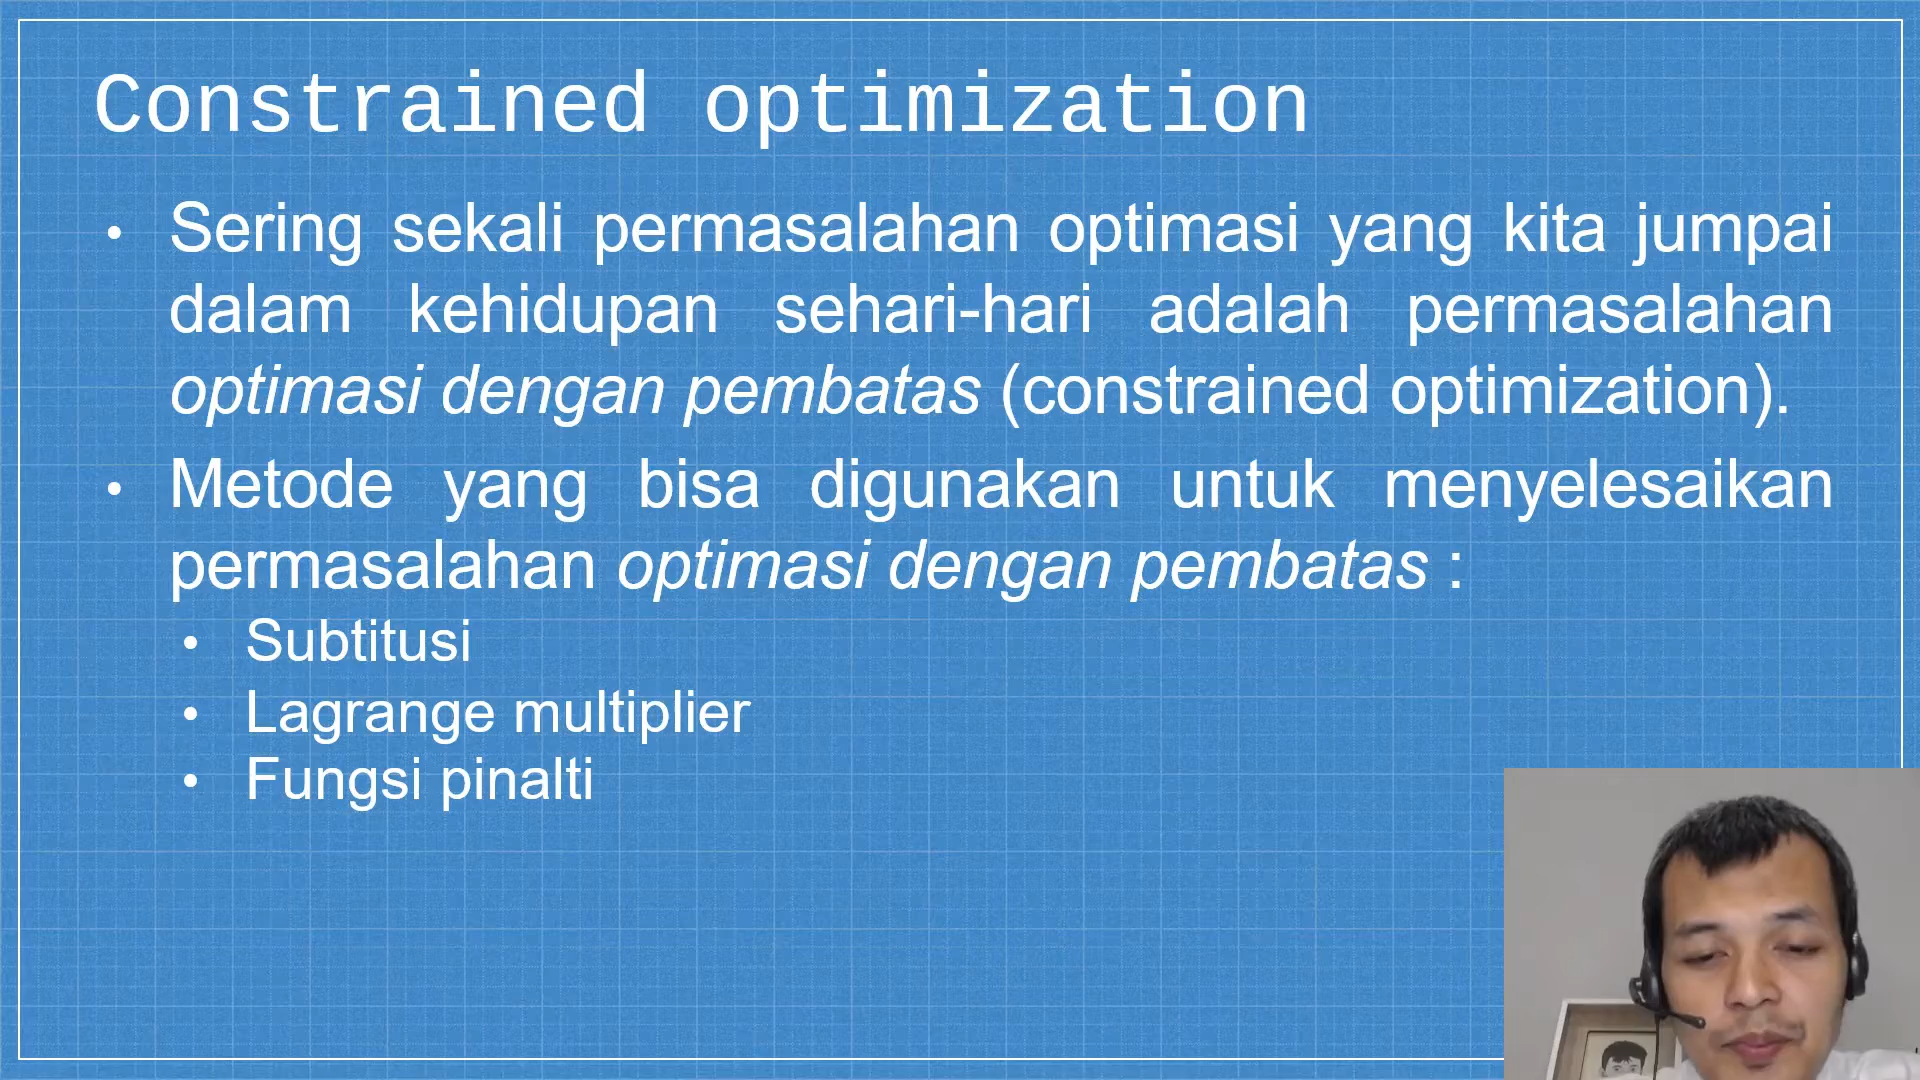 Constrained optimization
• Sering sekali permasalahan optimasi yang kita jumpai
dalam kehidupan sehari-hari adalah permasalahan
optimasi dengan pembatas (constrained optimization).
• Metode yang bisa digunakan untuk menyelesaikan
permasalahan optimasi dengan pembatas :
• Subtitusi
• Lagrange multiplier
• Fungsi pinalti